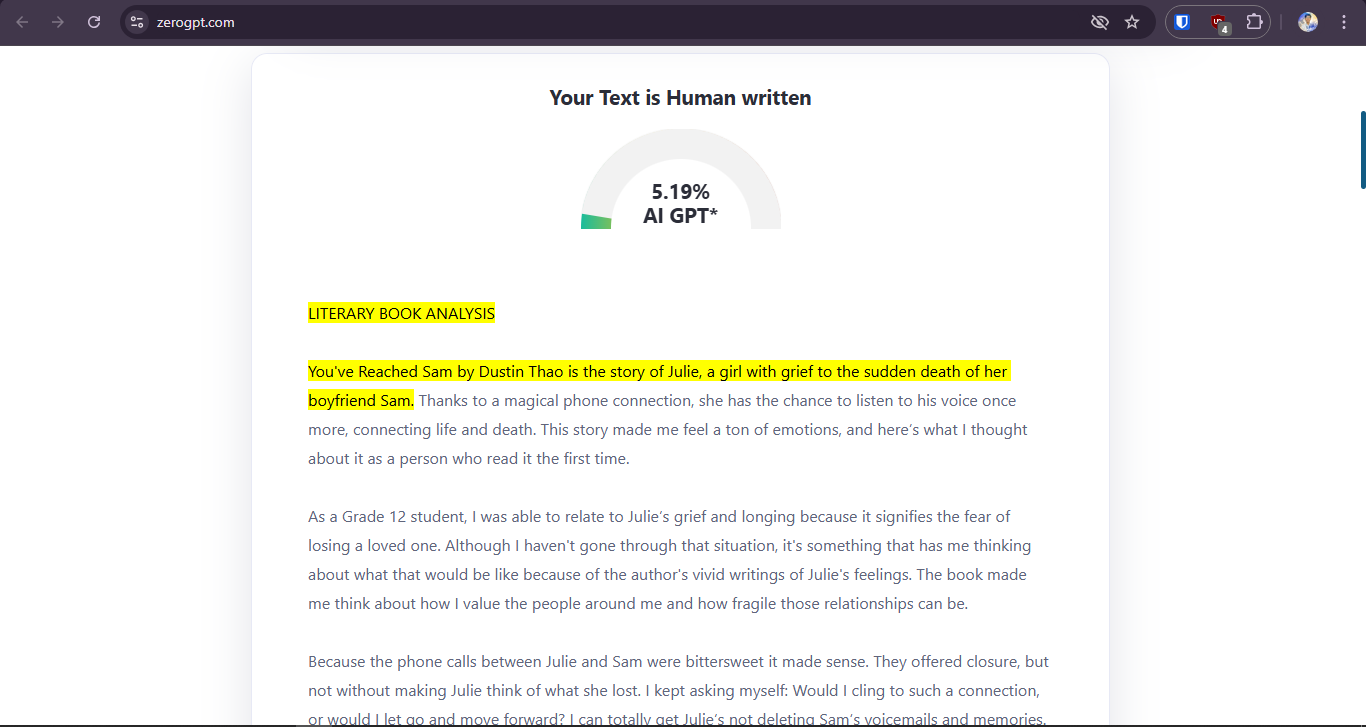 zerogpt.com
4
Your Text is Human written
5.19%
AI GPT*
LITERARY BOOK ANALYSIS
You've Reached Sam by Dustin Thao is the story of Julie, a girl with grief to the sudden death of her
boyfriend Sam. Thanks to a magical phone connection, she has the chance to listen to his voice once
more, connecting life and death. This story made me feel a ton of emotions, and here’s what I thought
about it as a person who read it the first time.
As a Grade 12 student, I was able to relate to Julie’s grief and longing because it signifies the fear of
losing a loved one. Although I haven't gone through that situation, it's something that has me thinking
about what that would be like because of the author's vivid writings of Julie's feelings. The book made
me think about how I value the people around me and how fragile those relationships can be.
Because the phone calls between Julie and Sam were bittersweet it made sense. They offered closure, but
not without making Julie think of what she lost. I kept asking myself: Would I cling to such a connection,
or would I let go and move forward? I can totally get Julie’s not deleting Sam’s voicemails and memories.